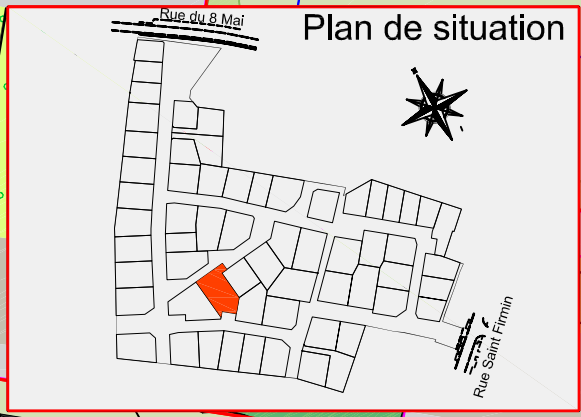 Rue du 8 Mai
Plan de situation
Rue Saint Firmin